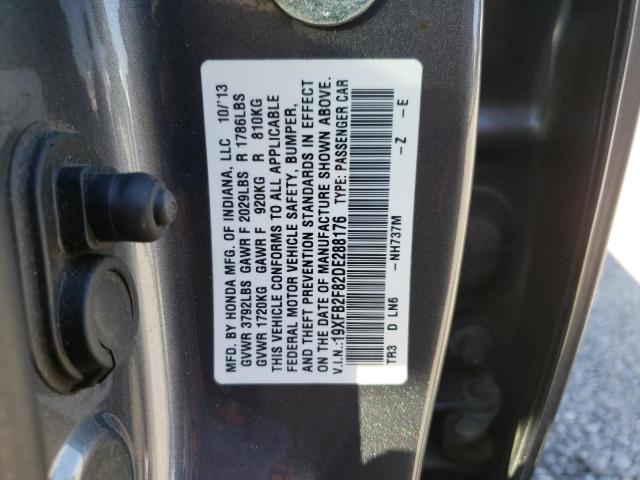 MFD. BY HONDA MFG. OF INDIANA, LLC 10/'13
GVWR 3792LBS GAWR F 2029LBS R 1786LBS
GVWR 1720KG GAWR F 920KG R 810KG
THIS VEHICLE CONFORMS TO ALL APPLICABLE
FEDERAL MOTOR VEHICLE SAFETY, BUMPER,
AND THEFT PREVENTION STANDARDS IN EFFECT
ON THE DATE OF MANUFACTURE SHOWN ABOVE.
V.I.N.:19XFB2F82DE288176 TYPE: PASSENGER CAR
-NH737M -Z -E
TR3 D LN6